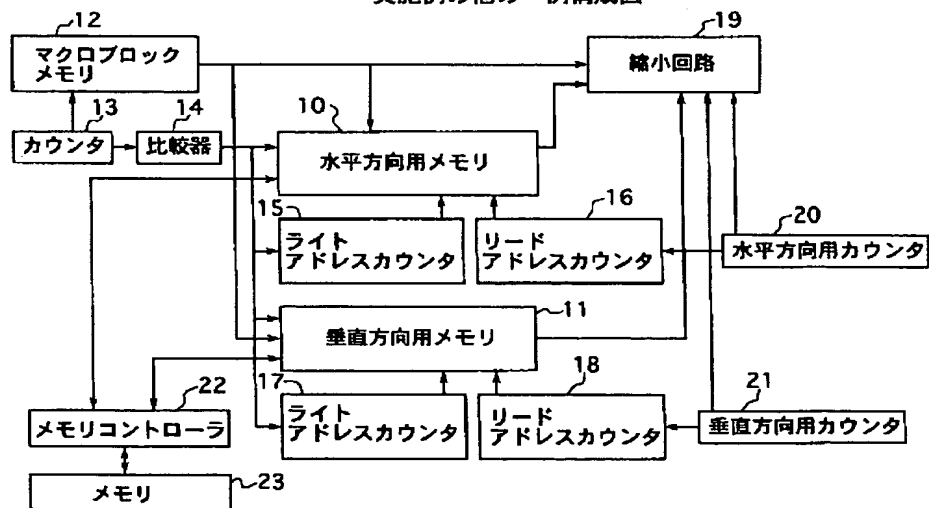 実施例の他の一例構成図
12
マクロブロック
メモリ
19
縮小回路
13
カウンタ
14
比較器
10
水平方向用メモリ
15
ライト
アドレスカウンタ
16
リード
アドレスカウンタ
20
水平方向用カウンタ
11
垂直方向用メモリ
17
ライト
アドレスカウンタ
18
リード
アドレスカウンタ
21
垂直方向用カウンタ
22
メモリコントローラ
メモリ
23